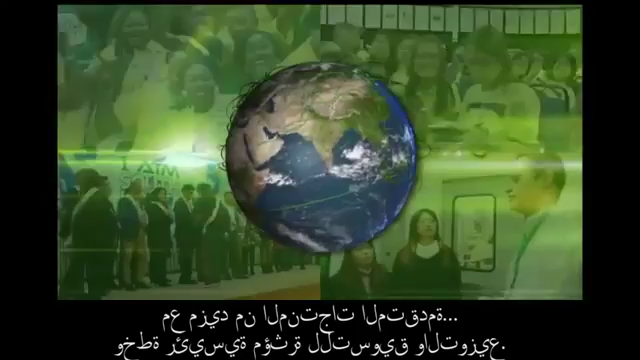 مع مزيد من المنتجات المتقدمة...
وخطة رئيسية مؤثرة للتسويق والتوزيع.